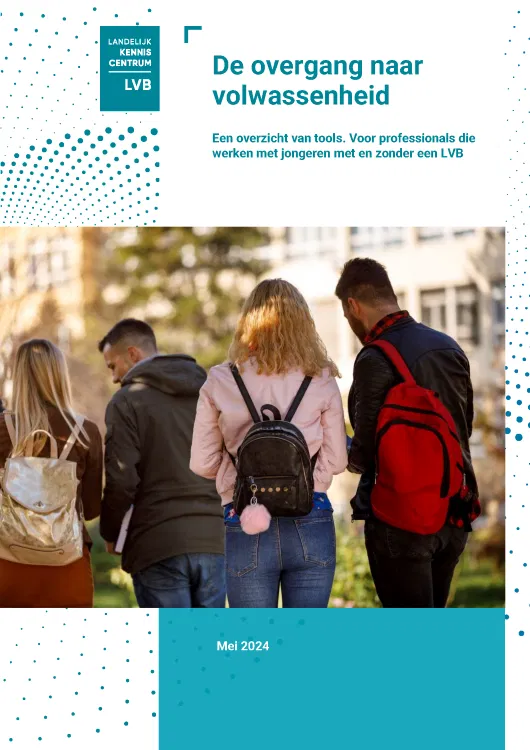 LANDELIJK
KENNIS
CENTRUM
LVB
De overgang naar
volwassenheid
Een overzicht van tools. Voor professionals die
werken met jongeren met en zonder een LVB
Mei 2024